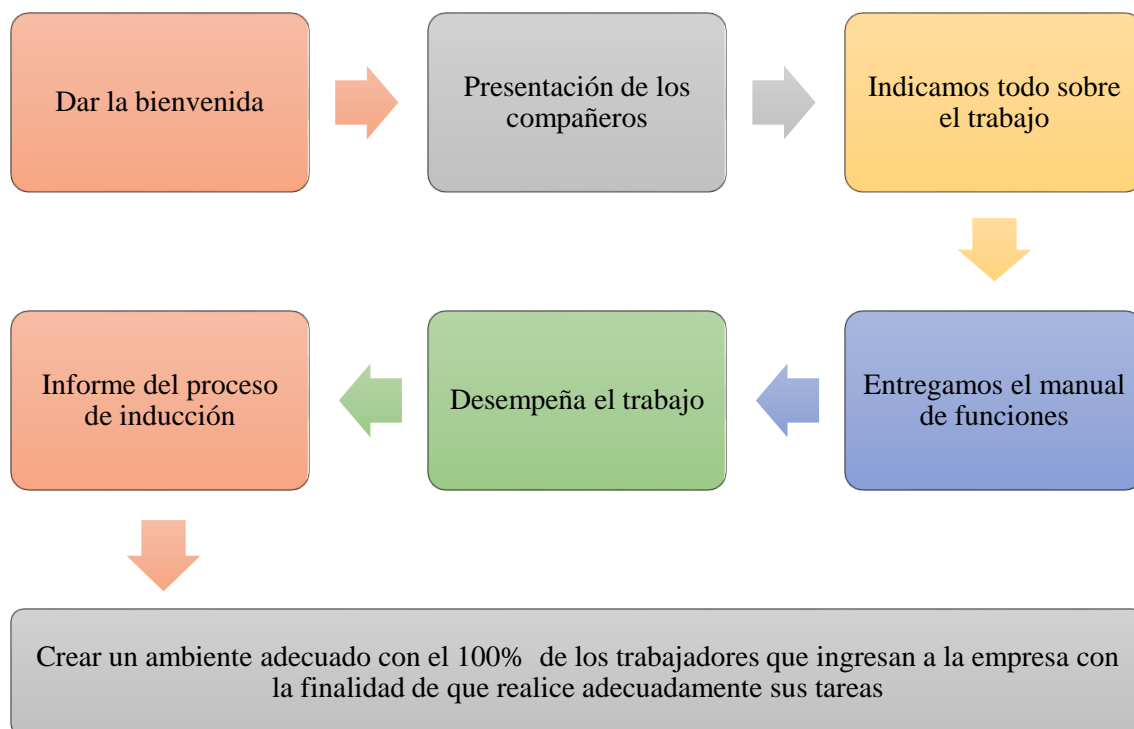 Dar la bienvenida
Presentación de los
compañeros
Indicamos todo sobre
el trabajo
Entregamos el manual
de funciones
Desempeña el trabajo
Informe del proceso
de inducción
Crear un ambiente adecuado con el 100% de los trabajadores que ingresan a la empresa con
la finalidad de que realice adecuadamente sus tareas